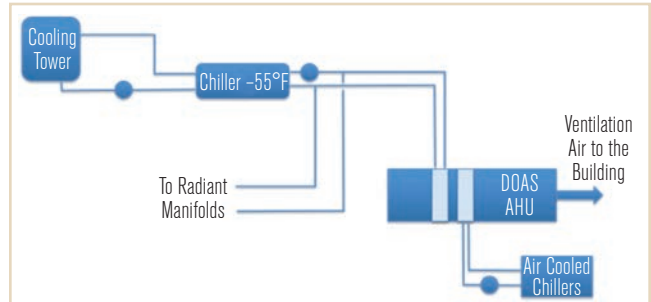 Cooling
Tower
Chiller –55°F
Ventilation
Air to the
Building
To Radiant
Manifolds
DOAS
AHU
Air Cooled
Chillers